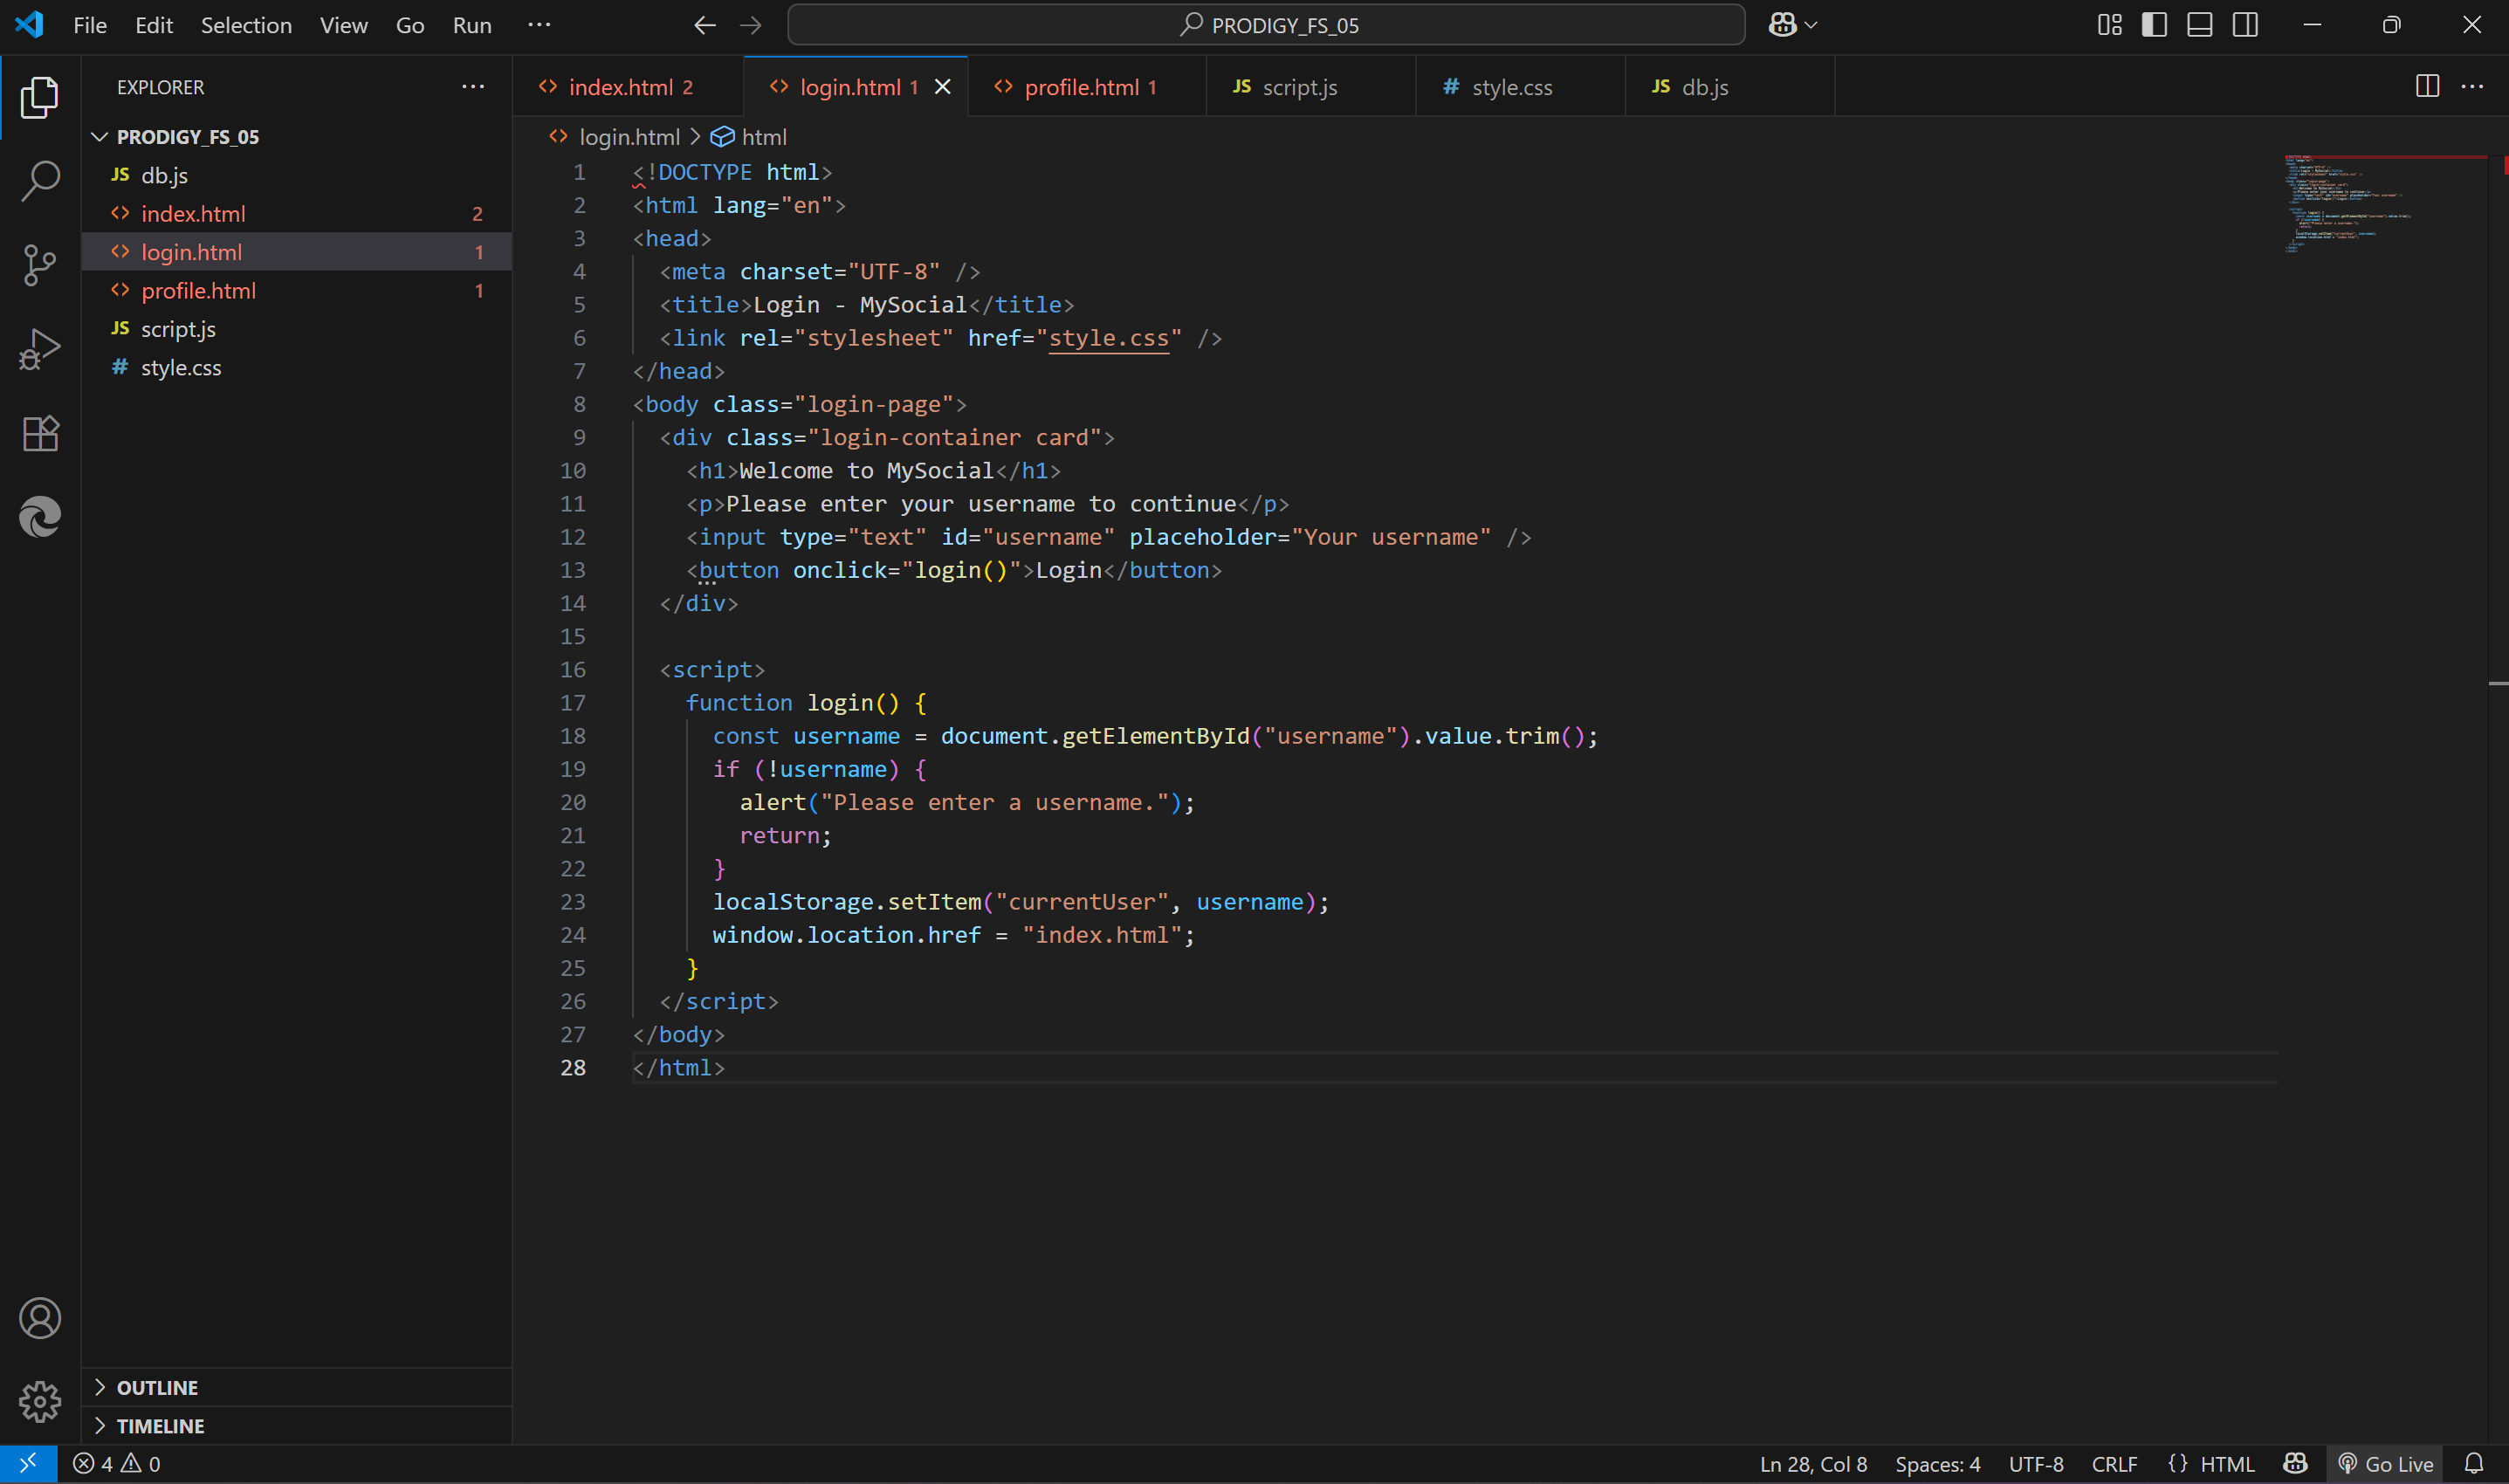 File Edit Selection View Go Run ··· PRODIGY_FS_05
EXPLORER ···
PRODIGY_FS_05
JS db.js
<> index.html 2
<> login.html 1
<> profile.html 1
JS script.js
# style.css
OUTLINE
TIMELINE
<> index.html 2 <> login.html 1 <> profile.html 1 JS script.js # style.css JS db.js
<> login.html > html
1 <!DOCTYPE html>
2 <html lang="en">
3 <head>
4 <meta charset="UTF-8" />
5 <title>Login - MySocial</title>
6 <link rel="stylesheet" href="style.css" />
7 </head>
8 <body class="login-page">
9 <div class="login-container card">
10 <h1>Welcome to MySocial</h1>
11 <p>Please enter your username to continue</p>
12 <input type="text" id="username" placeholder="Your username" />
13 <button onclick="login()">Login</button>
14 </div>
15
16 <script>
17 function login() {
18 const username = document.getElementById("username").value.trim();
19 if (!username) {
20 alert("Please enter a username.");
21 return;
22 }
23 localStorage.setItem("currentUser", username);
24 window.location.href = "index.html";
25 }
26 </script>
27 </body>
28 </html>
4 0 Ln 28, Col 8 Spaces: 4 UTF-8 CRLF {} HTML Go Live